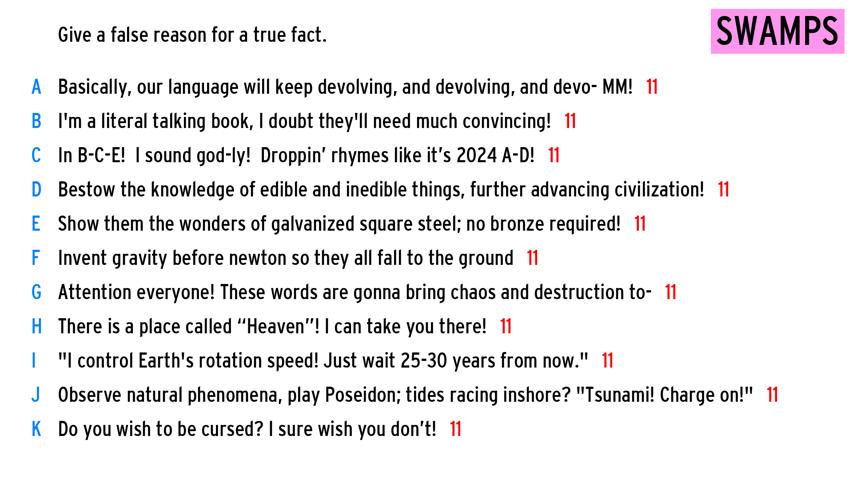 Give a false reason for a true fact.
SWAMPS
A Basically, our language will keep devolving, and devolving, and devo- MM! 11
B I'm a literal talking book, I doubt they'll need much convincing! 11
C In B-C-E!  I sound god-ly!  Droppin’ rhymes like it’s 2024 A-D! 11
D Bestow the knowledge of edible and inedible things, further advancing civilization! 11
E Show them the wonders of galvanized square steel; no bronze required! 11
F Invent gravity before newton so they all fall to the ground 11
G Attention everyone! These words are gonna bring chaos and destruction to- 11
H There is a place called “Heaven”! I can take you there! 11
I "I control Earth's rotation speed! Just wait 25-30 years from now." 11
J Observe natural phenomena, play Poseidon; tides racing inshore? "Tsunami! Charge on!" 11
K Do you wish to be cursed? I sure wish you don’t! 11